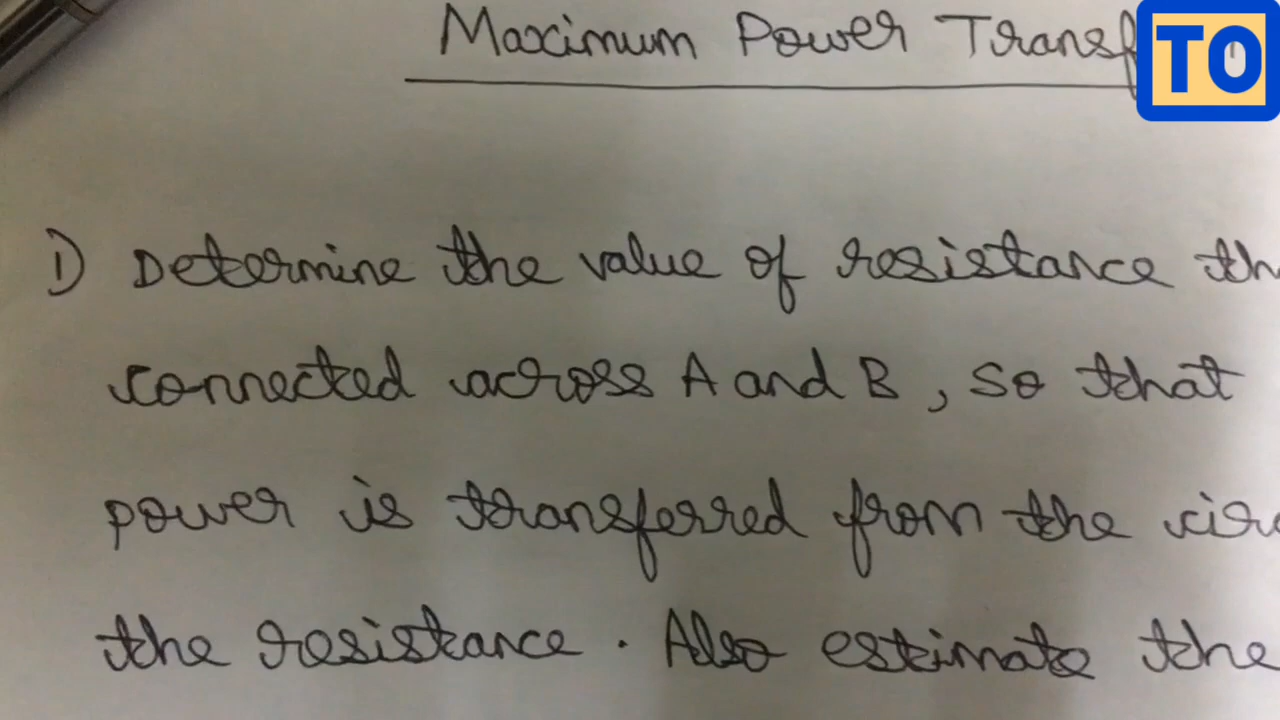 Maximum Power Transf
TO
1) Determine the value of resistance th
connected across A and B, so that
power is transferred from the circ
the resistance. Also estimate the